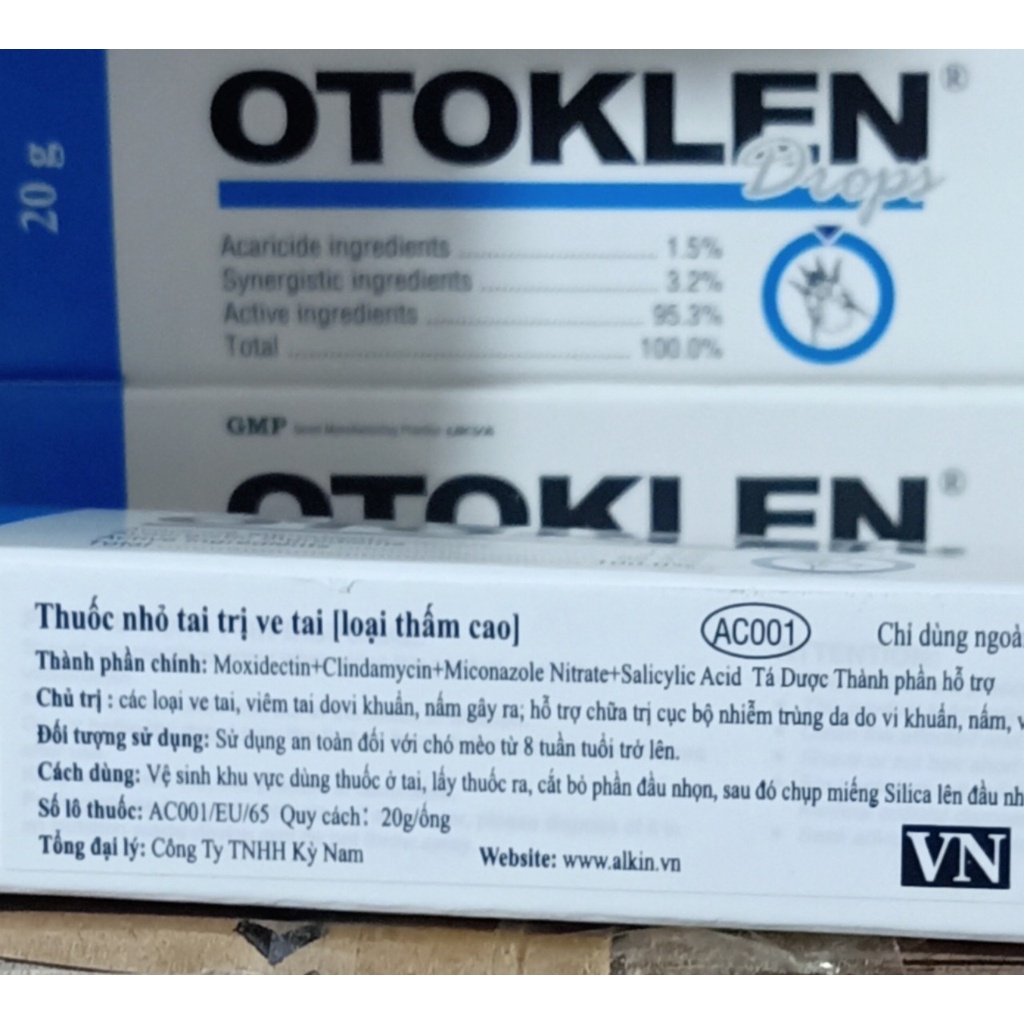 20 g
OTOKLEN®
Drops
Acaricide ingredients ............ 1.5%
Synergistic ingredients ............ 3.2%
Active ingredients ............ 95.3%
Total ............ 100.0%
GMP
OTOKLEN®
Thuốc nhỏ tai trị ve tai [loại thấm cao]
AC001
Chỉ dùng ngoà
Thành phần chính: Moxidectin+Clindamycin+Miconazole Nitrate+Salicylic Acid Tá Dược Thành phần hỗ trợ
Chủ trị : các loại ve tai, viêm tai dovi khuẩn, nấm gây ra; hỗ trợ chữa trị cục bộ nhiễm trùng da do vi khuẩn, nấm, v
Đối tượng sử dụng: Sử dụng an toàn đối với chó mèo từ 8 tuần tuổi trở lên.
Cách dùng: Vệ sinh khu vực dùng thuốc ở tai, lấy thuốc ra, cắt bỏ phần đầu nhọn, sau đó chụp miếng Silica lên đầu nh
Số lô thuốc: AC001/EU/65 Quy cách: 20g/ống
Tổng đại lý: Công Ty TNHH Kỳ Nam
Website: www.alkin.vn
VN